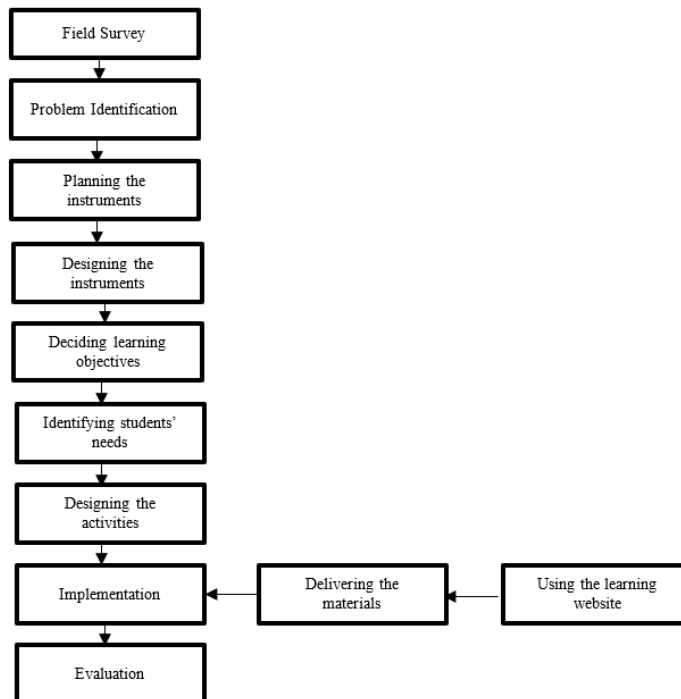 Field Survey
Problem Identification
Planning the
instruments
Designing the
instruments
Deciding learning
objectives
Identifying students’
needs
Designing the
activities
Implementation
Delivering the
materials
Using the learning
website
Evaluation